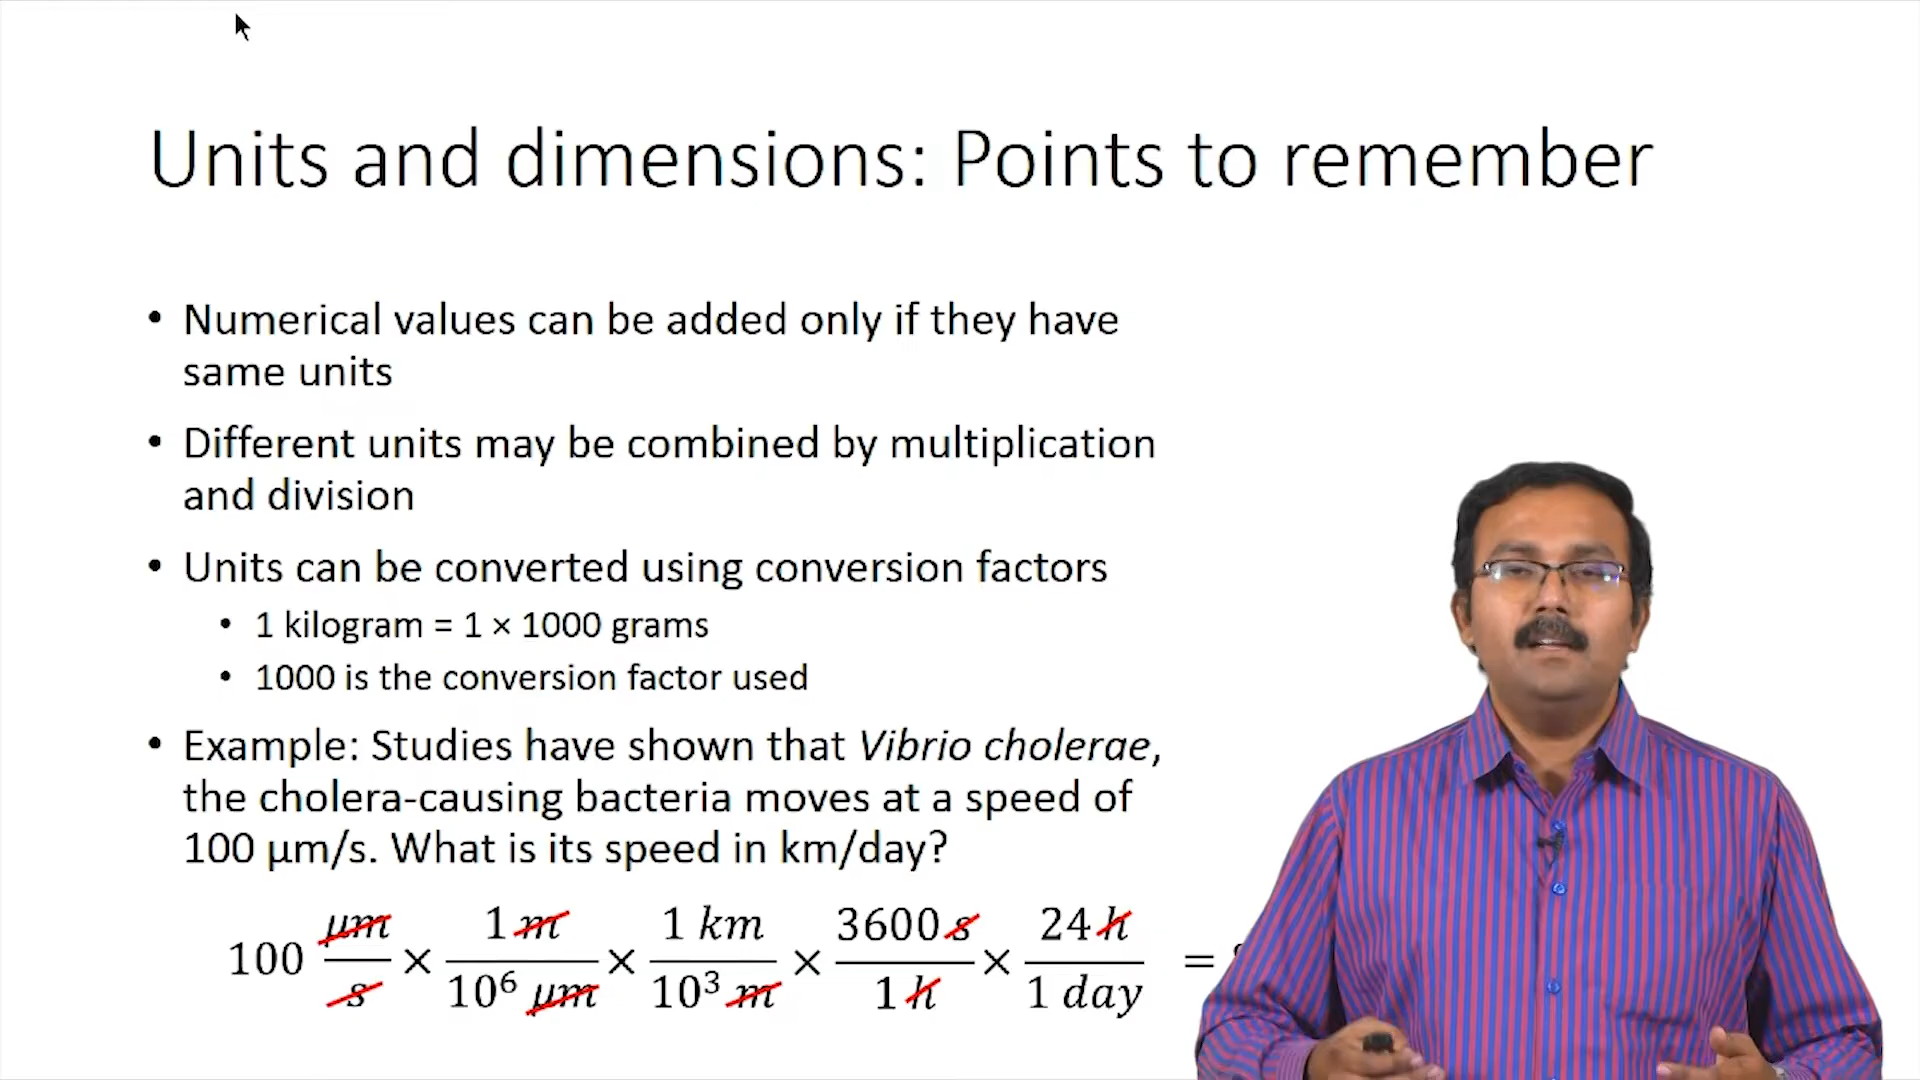 Units and dimensions: Points to remember
• Numerical values can be added only if they have
same units
• Different units may be combined by multiplication
and division
• Units can be converted using conversion factors
• 1 kilogram = 1 × 1000 grams
• 1000 is the conversion factor used
• Example: Studies have shown that Vibrio cholerae,
the cholera-causing bacteria moves at a speed of
100 µm/s. What is its speed in km/day?
100 µm/s × 1 m/10⁶ µm × 1 km/10³ m × 3600 s/1 h × 24 h/1 day =